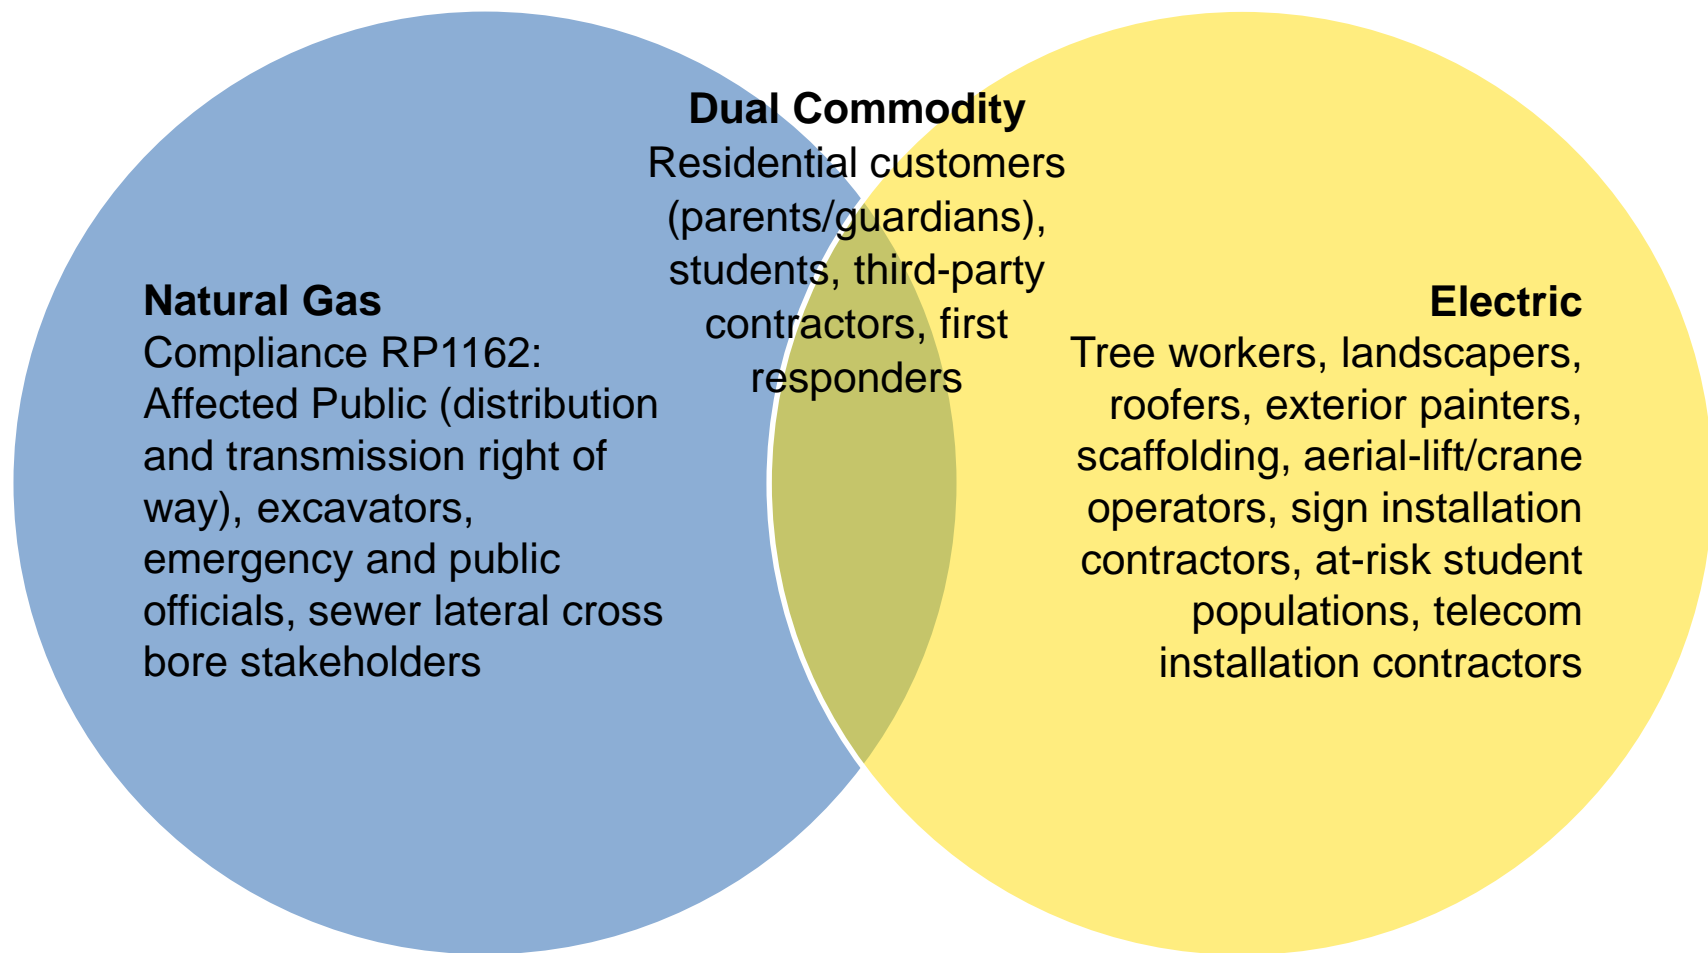 Dual Commodity
Residential customers
(parents/guardians),
students, third-party
contractors, first
responders
Natural Gas
Compliance RP1162:
Affected Public (distribution
and transmission right of
way), excavators,
emergency and public
officials, sewer lateral cross
bore stakeholders
Electric
Tree workers, landscapers,
roofers, exterior painters,
scaffolding, aerial-lift/crane
operators, sign installation
contractors, at-risk student
populations, telecom
installation contractors